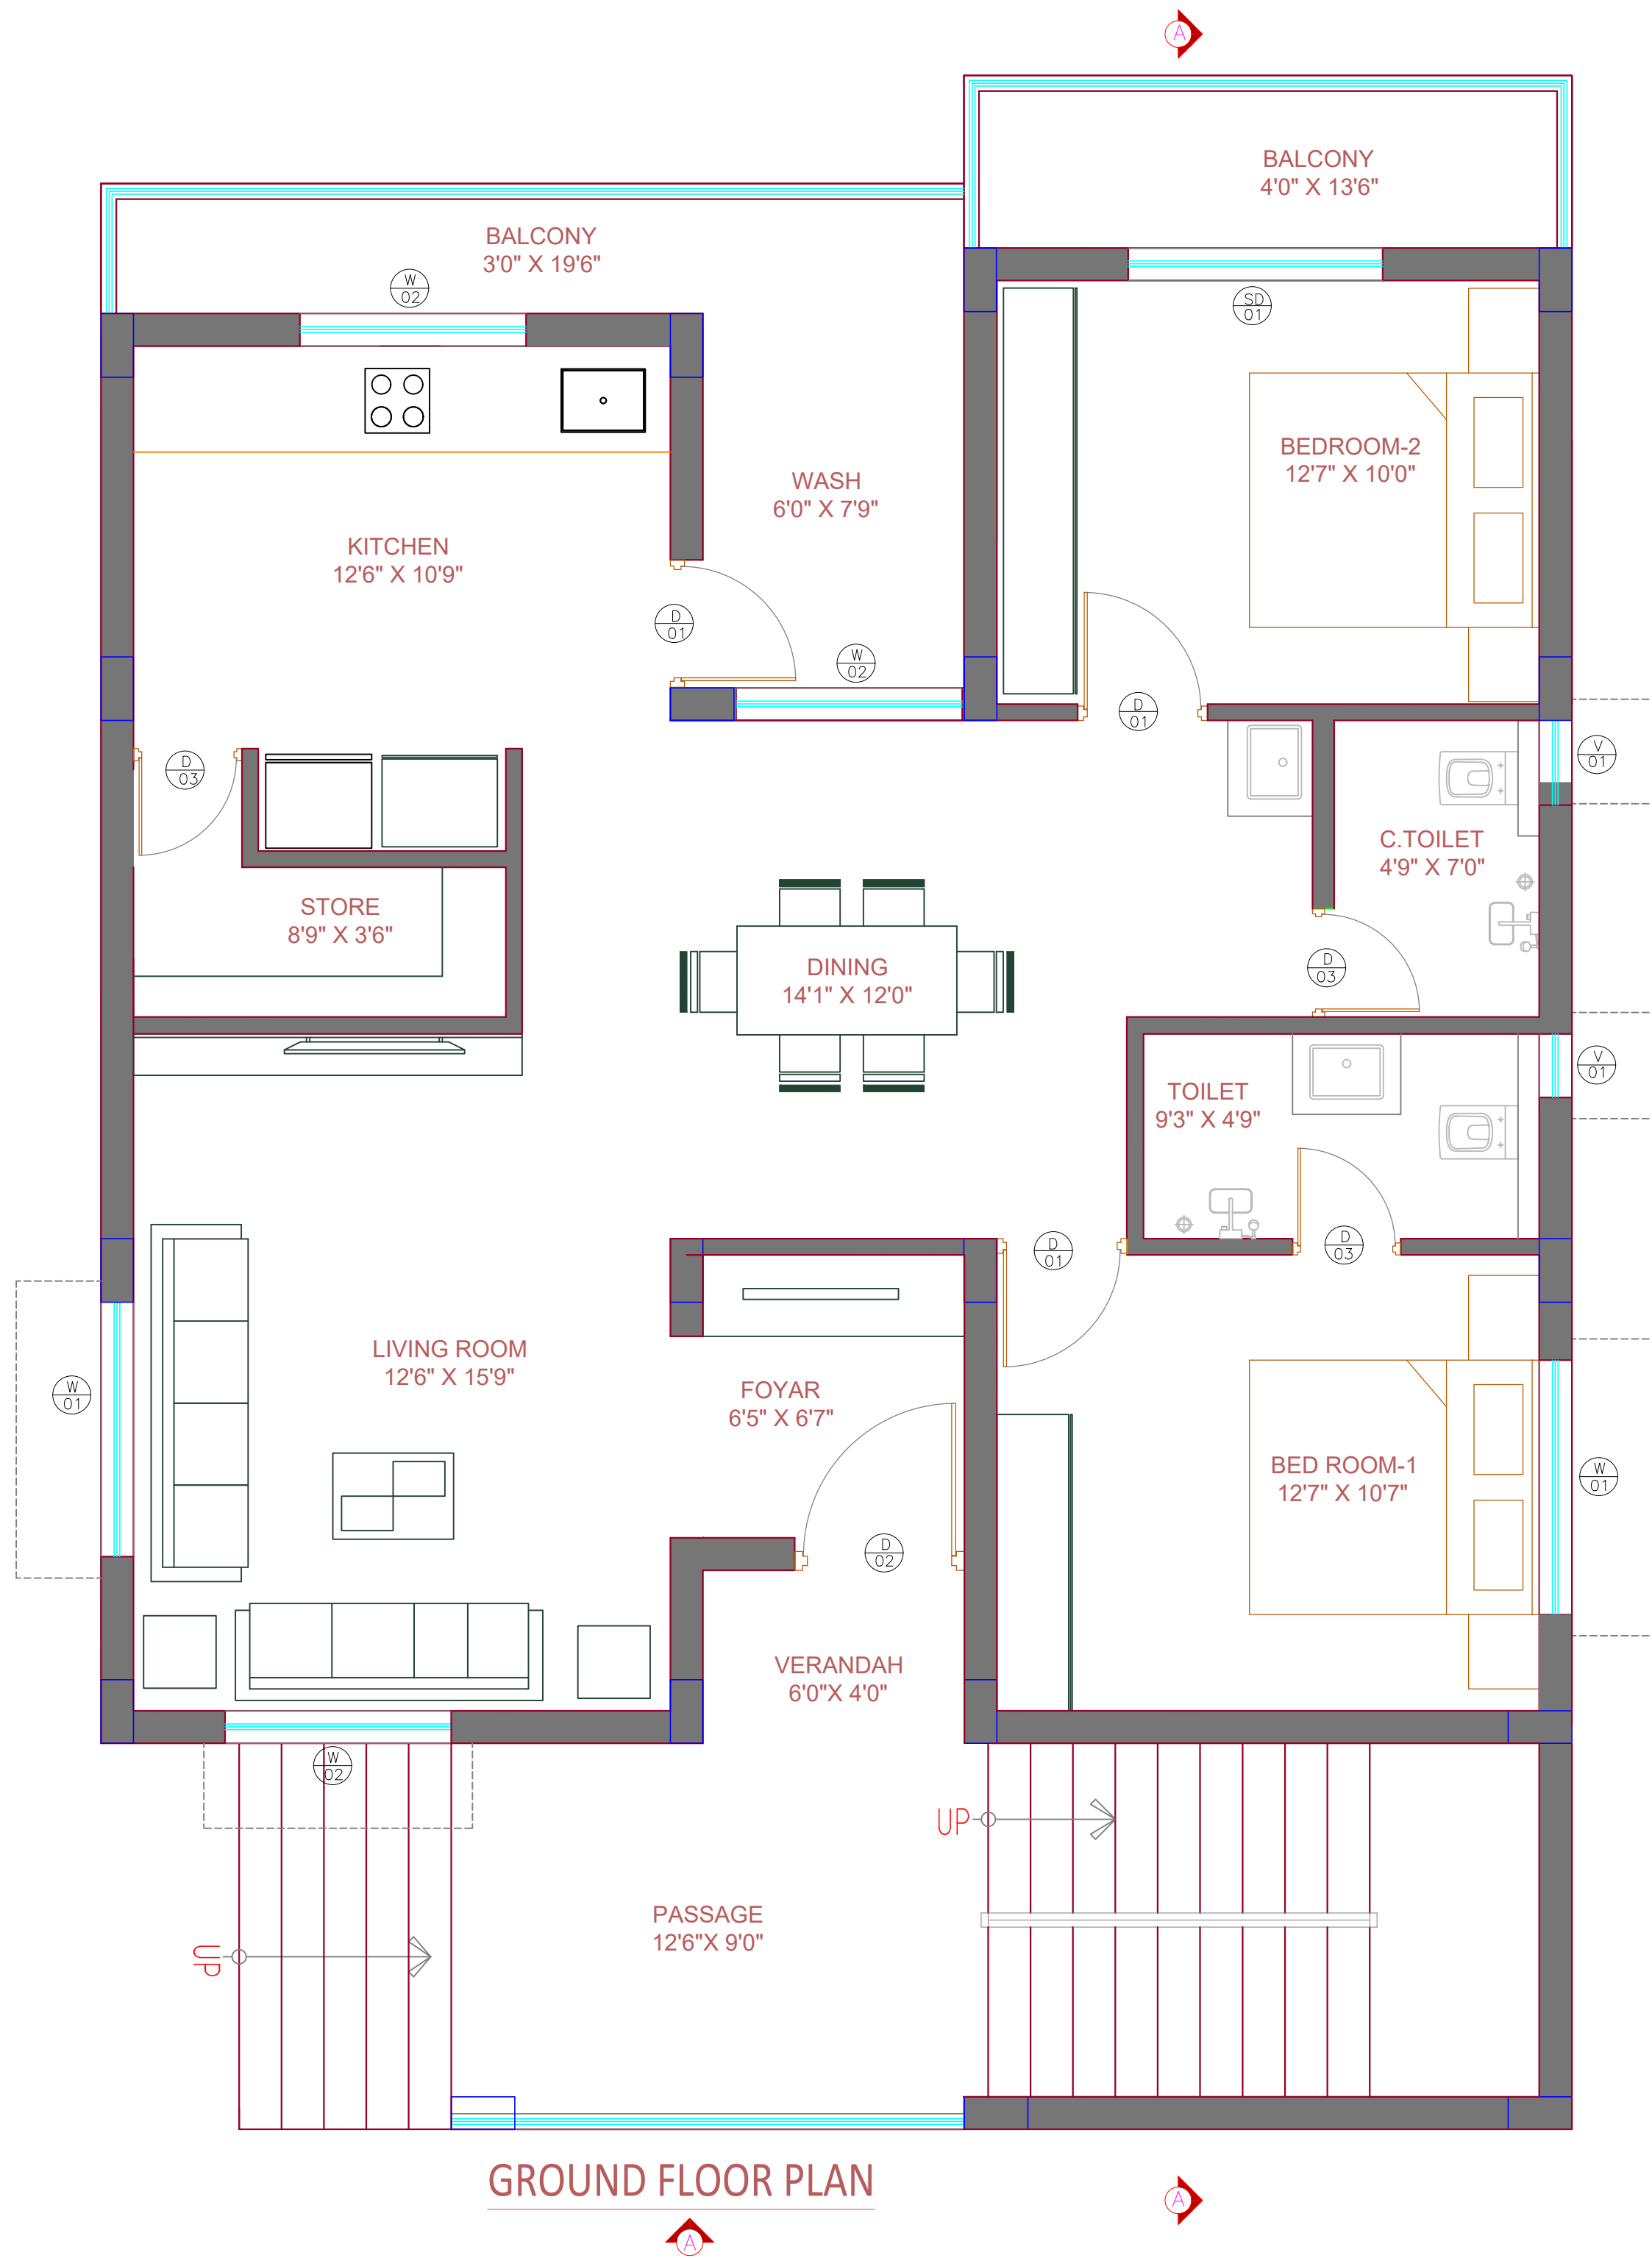 A
BALCONY
4'0" X 13'6"
BALCONY
3'0" X 19'6"
W
02
SD
01
BEDROOM-2
12'7" X 10'0"
WASH
6'0" X 7'9"
KITCHEN
12'6" X 10'9"
D
01
W
02
D
01
D
03
V
01
C.TOILET
4'9" X 7'0"
STORE
8'9" X 3'6"
DINING
14'1" X 12'0"
D
03
V
01
TOILET
9'3" X 4'9"
D
01
D
03
LIVING ROOM
12'6" X 15'9"
W
01
FOYAR
6'5" X 6'7"
BED ROOM-1
12'7" X 10'7"
W
01
D
02
VERANDAH
6'0"X 4'0"
W
02
UP
PASSAGE
12'6"X 9'0"
UP
GROUND FLOOR PLAN
A
A